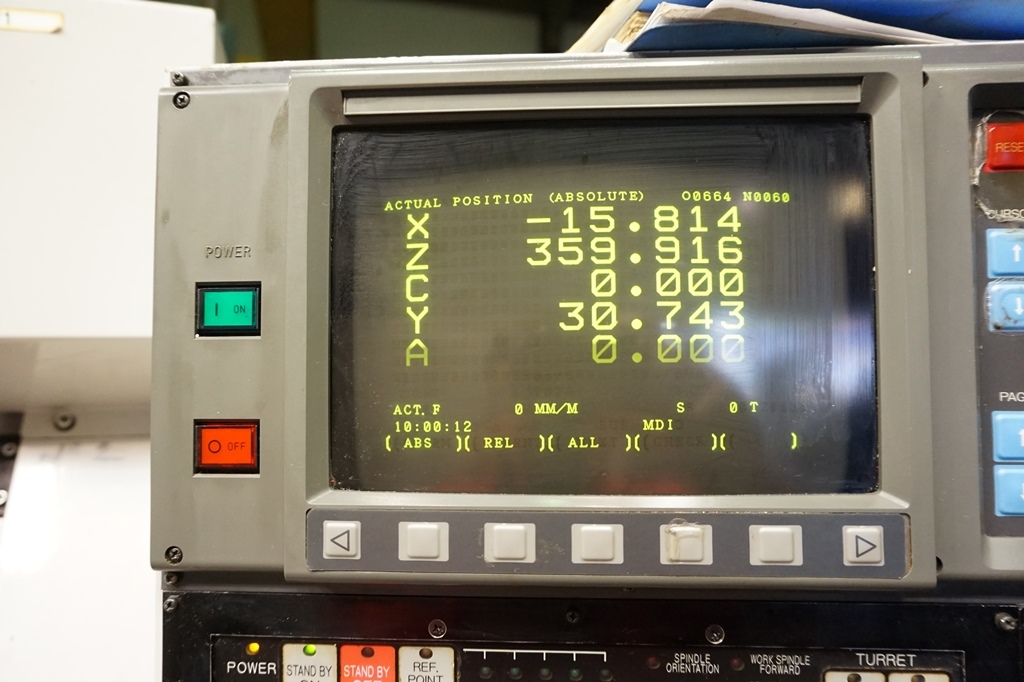 1
RESE
CURSO
ACTUAL POSITION (ABSOLUTE) O0664 N0060
X -15.814
Z 359.916
C 0.000
Y 30.743
A 0.000
POWER
I ON
O OFF
PAG
ACT.F 0 MM/M S 0 T
10:00:12 MDI
( ABS )( REL )( ALL )( )( )
POWER
STAND BY
STAND BY
REF.
POINT
SPINDLE
ORIENTATION
WORK SPINDLE
FORWARD
TURRET